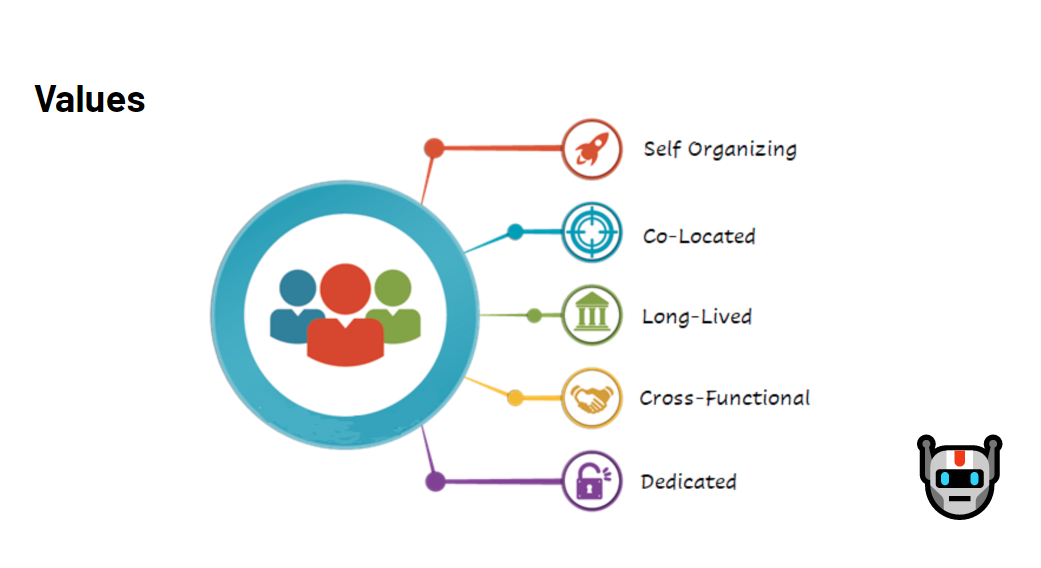 Values
Self Organizing
Co-Located
Long-Lived
Cross-Functional
Dedicated